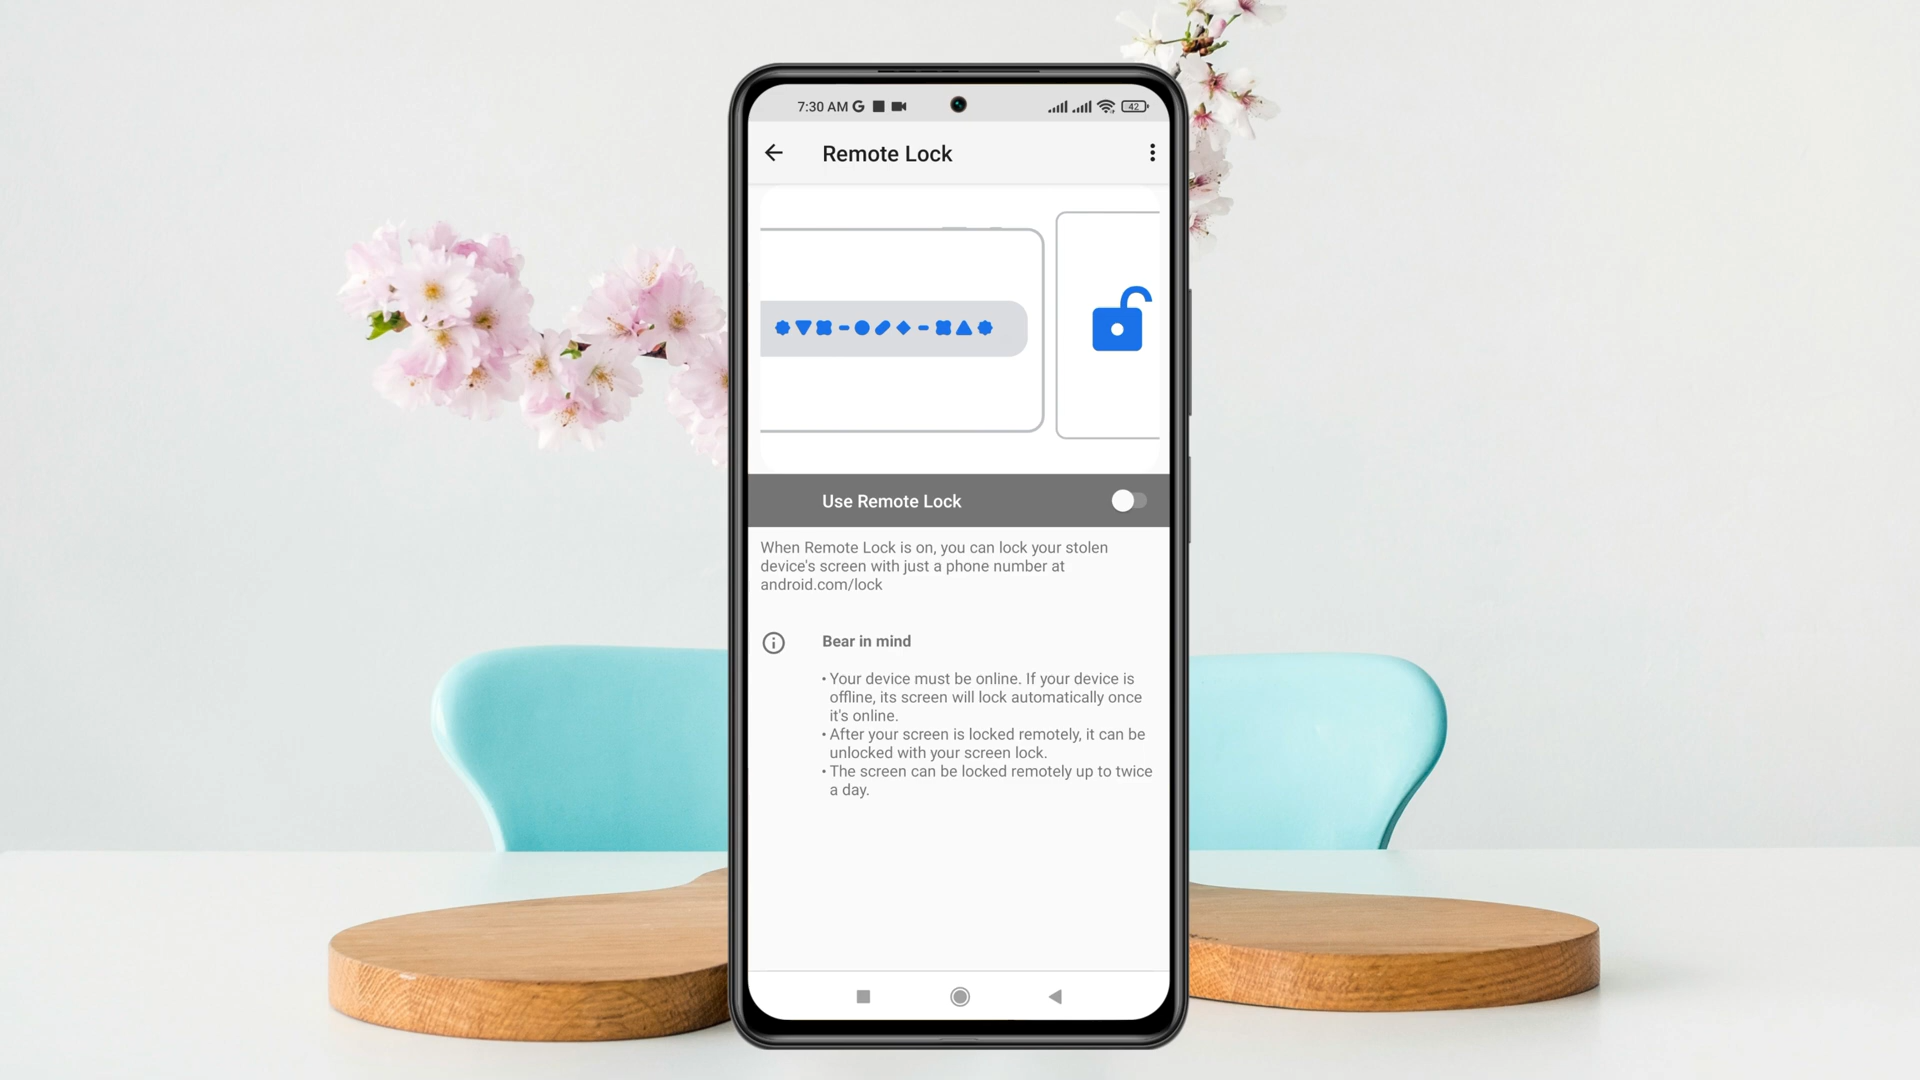 7:30 AM G 42
Remote Lock
Use Remote Lock
When Remote Lock is on, you can lock your stolen
device's screen with just a phone number at
android.com/lock
Bear in mind
• Your device must be online. If your device is
offline, its screen will lock automatically once
it's online.
• After your screen is locked remotely, it can be
unlocked with your screen lock.
• The screen can be locked remotely up to twice
a day.